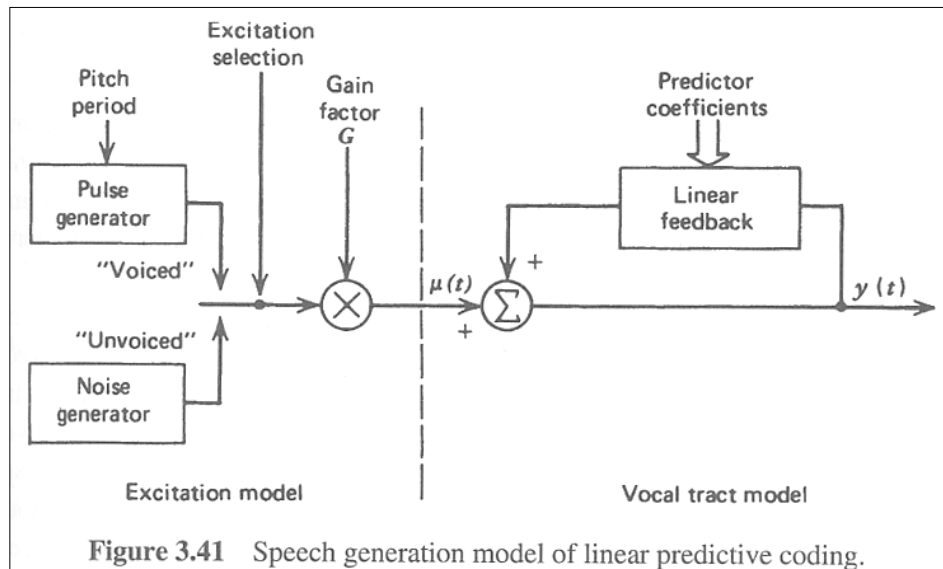 Excitation
selection
Pitch
period
Gain
factor
G
Predictor
coefficients
Pulse
generator
Linear
feedback
"Voiced"
+
μ(t)
Σ
y(t)
+
"Unvoiced"
Noise
generator
Excitation model
Vocal tract model
Figure 3.41 Speech generation model of linear predictive coding.